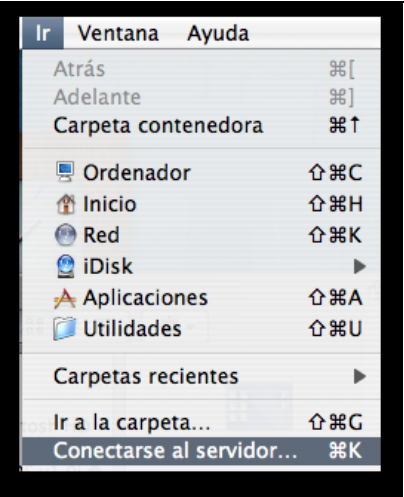 Ir Ventana Ayuda
Atrás ⌘[
Adelante ⌘]
Carpeta contenedora ⌘↑
Ordenador ⇧⌘C
Inicio ⇧⌘H
Red ⇧⌘K
iDisk ▶
Aplicaciones ⇧⌘A
Utilidades ⇧⌘U
Carpetas recientes ▶
Ir a la carpeta... ⇧⌘G
Conectarse al servidor... ⌘K